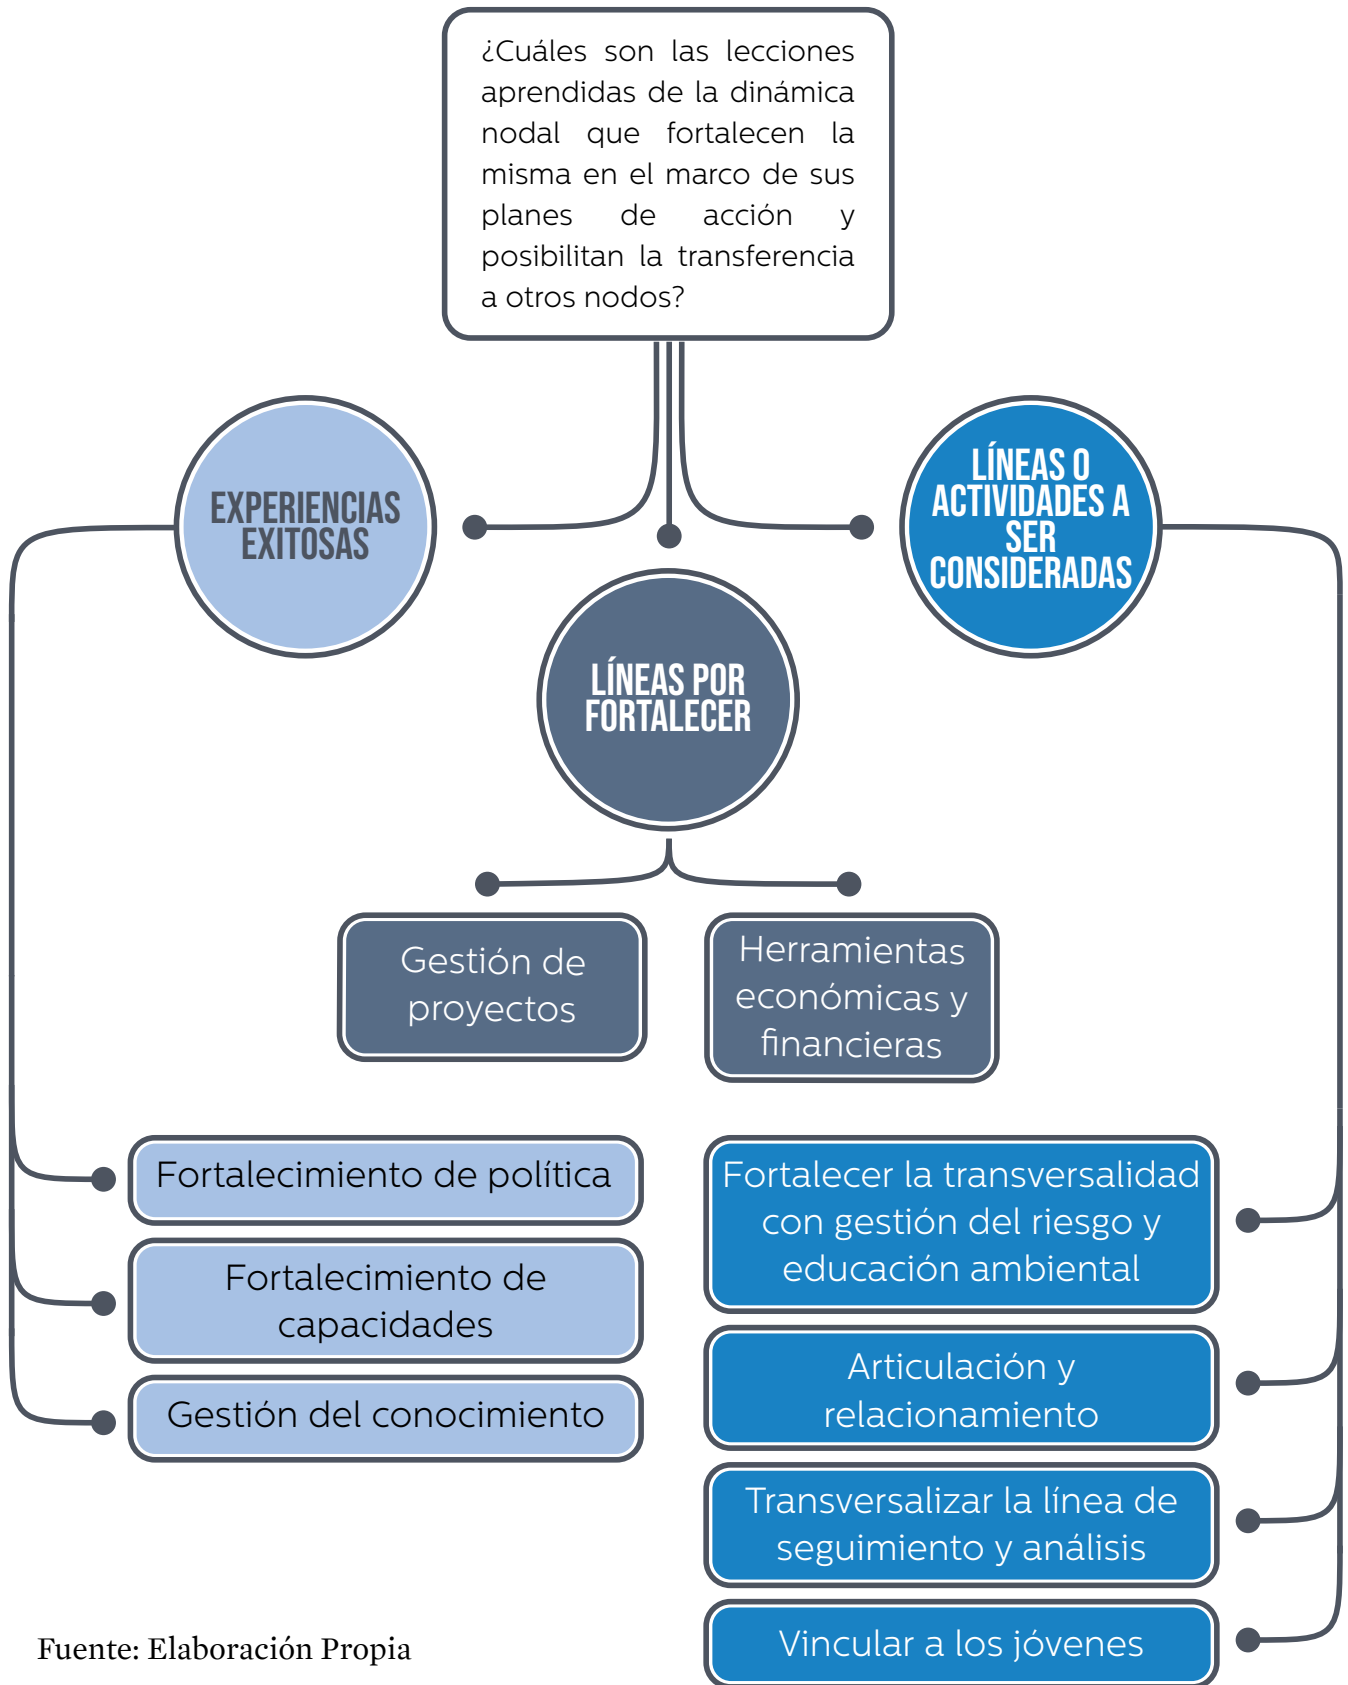 ¿Cuáles son las lecciones
aprendidas de la dinámica
nodal que fortalecen la
misma en el marco de sus
planes de acción y
posibilitan la transferencia
a otros nodos?
EXPERIENCIAS
EXITOSAS
LÍNEAS POR
FORTALECER
LÍNEAS O
ACTIVIDADES A
SER
CONSIDERADAS
Gestión de
proyectos
Herramientas
económicas y
financieras
Fortalecimiento de política
Fortalecimiento de
capacidades
Gestión del conocimiento
Fortalecer la transversalidad
con gestión del riesgo y
educación ambiental
Articulación y
relacionamiento
Transversalizar la línea de
seguimiento y análisis
Vincular a los jóvenes
Fuente: Elaboración Propia